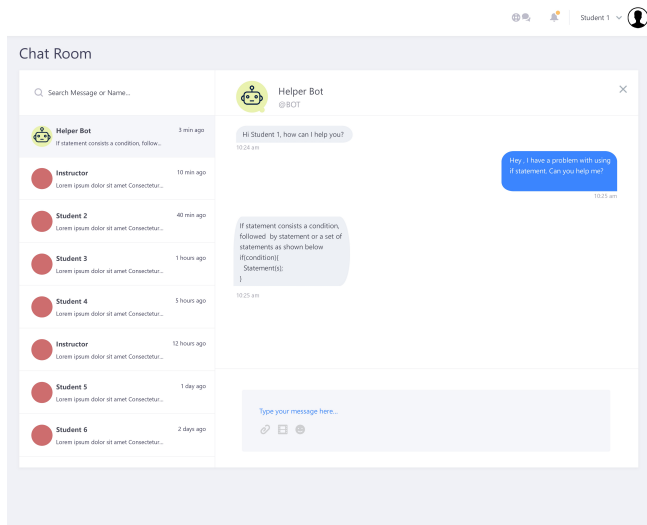 Student 1
Chat Room
Search Message or Name...
Helper Bot
3 min ago
If statement consists a condition, follow...
Instructor
10 min ago
Lorem ipsum dolor sit amet Consectetur...
Student 2
40 min ago
Lorem ipsum dolor sit amet Consectetur...
Student 3
1 hours ago
Lorem ipsum dolor sit amet Consectetur...
Student 4
5 hours ago
Lorem ipsum dolor sit amet Consectetur...
Instructor
12 hours ago
Lorem ipsum dolor sit amet Consectetur...
Student 5
1 day ago
Lorem ipsum dolor sit amet Consectetur...
Student 6
2 days ago
Lorem ipsum dolor sit amet Consectetur...
Helper Bot
@BOT
Hi Student 1, how can I help you?
10:24 am
Hey , I have a problem with using
if statement. Can you help me?
10:25 am
If statement consists a condition,
followed by statement or a set of
statements as shown below
if(condition){
Statement(s);
}
10:25 am
Type your message here...